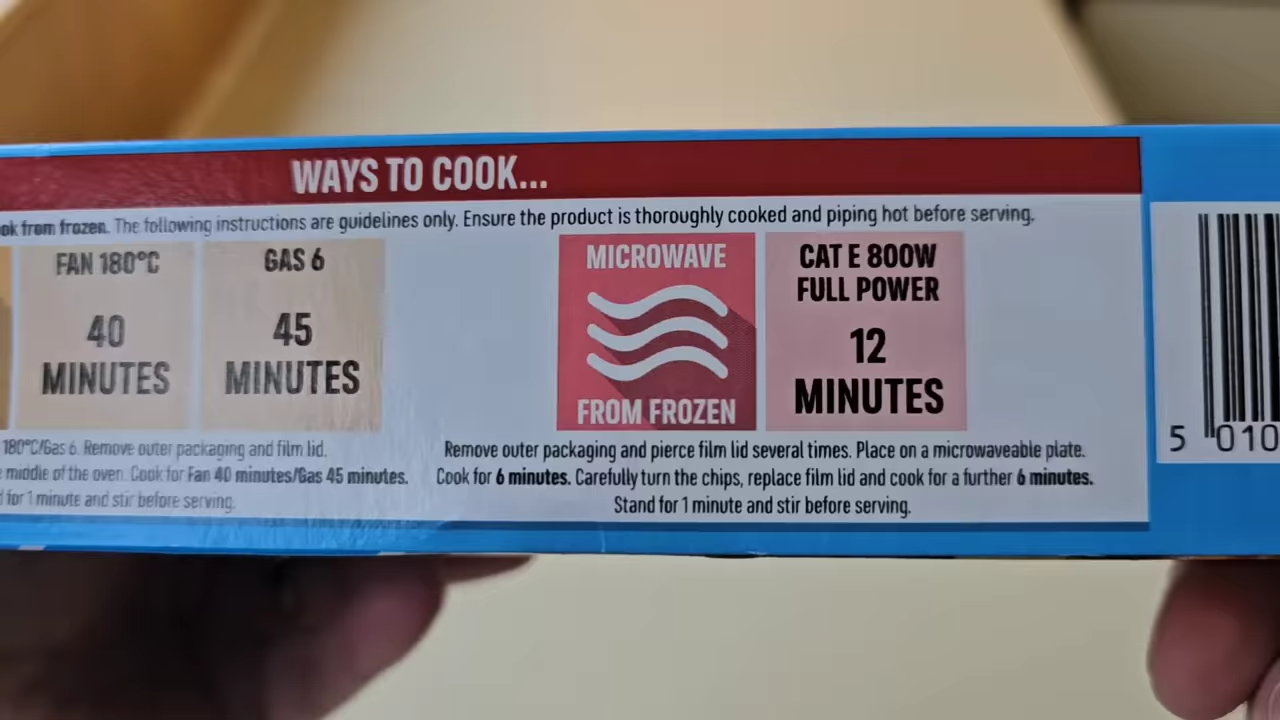 WAYS TO COOK...
ok from frozen. The following instructions are guidelines only. Ensure the product is thoroughly cooked and piping hot before serving.
FAN 180°C
40
MINUTES
GAS 6
45
MINUTES
MICROWAVE
FROM FROZEN
CAT E 800W
FULL POWER
12
MINUTES
180°C/Gas 6. Remove outer packaging and film lid.
middle of the oven. Cook for Fan 40 minutes/Gas 45 minutes.
for 1 minute and stir before serving.
Remove outer packaging and pierce film lid several times. Place on a microwaveable plate.
Cook for 6 minutes. Carefully turn the chips, replace film lid and cook for a further 6 minutes.
Stand for 1 minute and stir before serving.
5 010